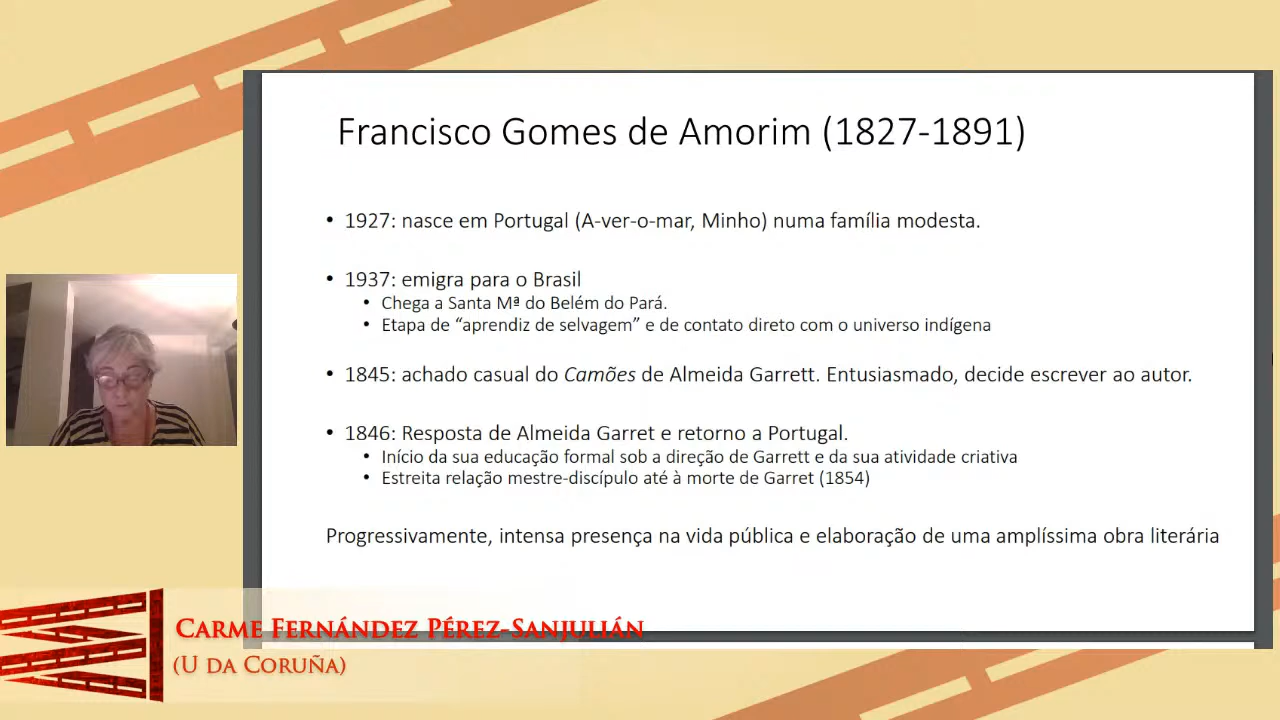 Francisco Gomes de Amorim (1827-1891)
• 1927: nasce em Portugal (A-ver-o-mar, Minho) numa família modesta.
• 1937: emigra para o Brasil
• Chega a Santa Mª do Belém do Pará.
• Etapa de “aprendiz de selvagem” e de contato direto com o universo indígena
• 1845: achado casual do Camões de Almeida Garrett. Entusiasmado, decide escrever ao autor.
• 1846: Resposta de Almeida Garret e retorno a Portugal.
• Início da sua educação formal sob a direção de Garrett e da sua atividade criativa
• Estreita relação mestre-discípulo até à morte de Garret (1854)
Progressivamente, intensa presença na vida pública e elaboração de uma amplíssima obra literária
Carme Fernández Pérez-Sanjulián
(U da Coruña)